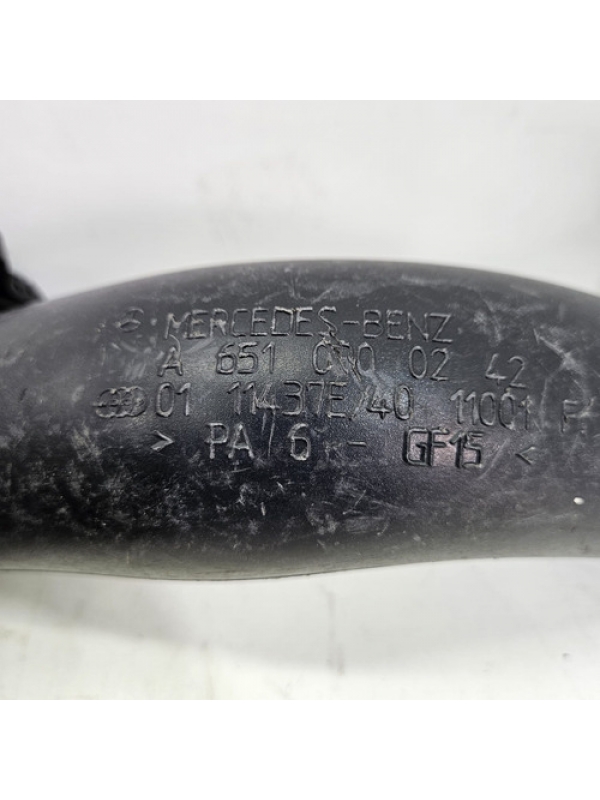 MERCEDES-BENZ
A 651 090 02 42
01 11437E/40 11001 F
> PA 6 - GF15 <